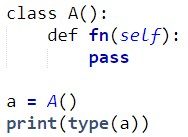 class A():
    def fn(self):
        pass

a = A()
print(type(a))